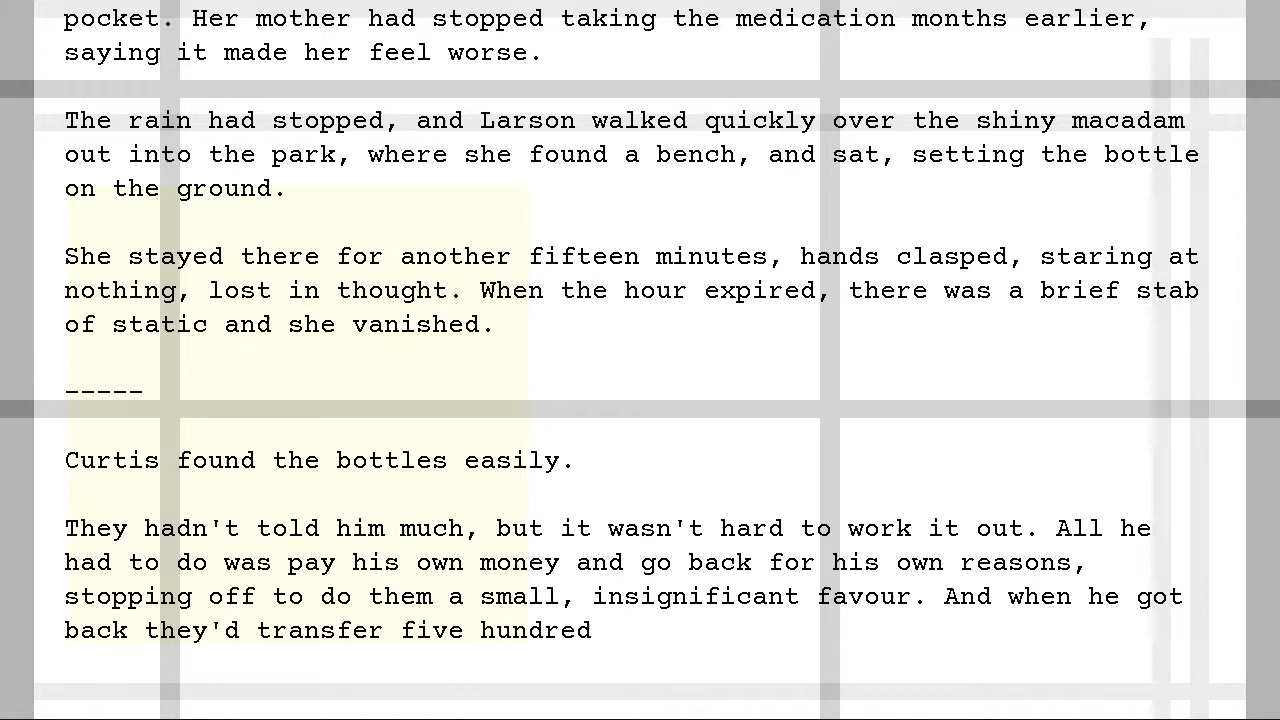 pocket. Her mother had stopped taking the medication months earlier,
saying it made her feel worse.
The rain had stopped, and Larson walked quickly over the shiny macadam
out into the park, where she found a bench, and sat, setting the bottle
on the ground.
She stayed there for another fifteen minutes, hands clasped, staring at
nothing, lost in thought. When the hour expired, there was a brief stab
of static and she vanished.
-----
Curtis found the bottles easily.
They hadn't told him much, but it wasn't hard to work it out. All he
had to do was pay his own money and go back for his own reasons,
stopping off to do them a small, insignificant favour. And when he got
back they'd transfer five hundred